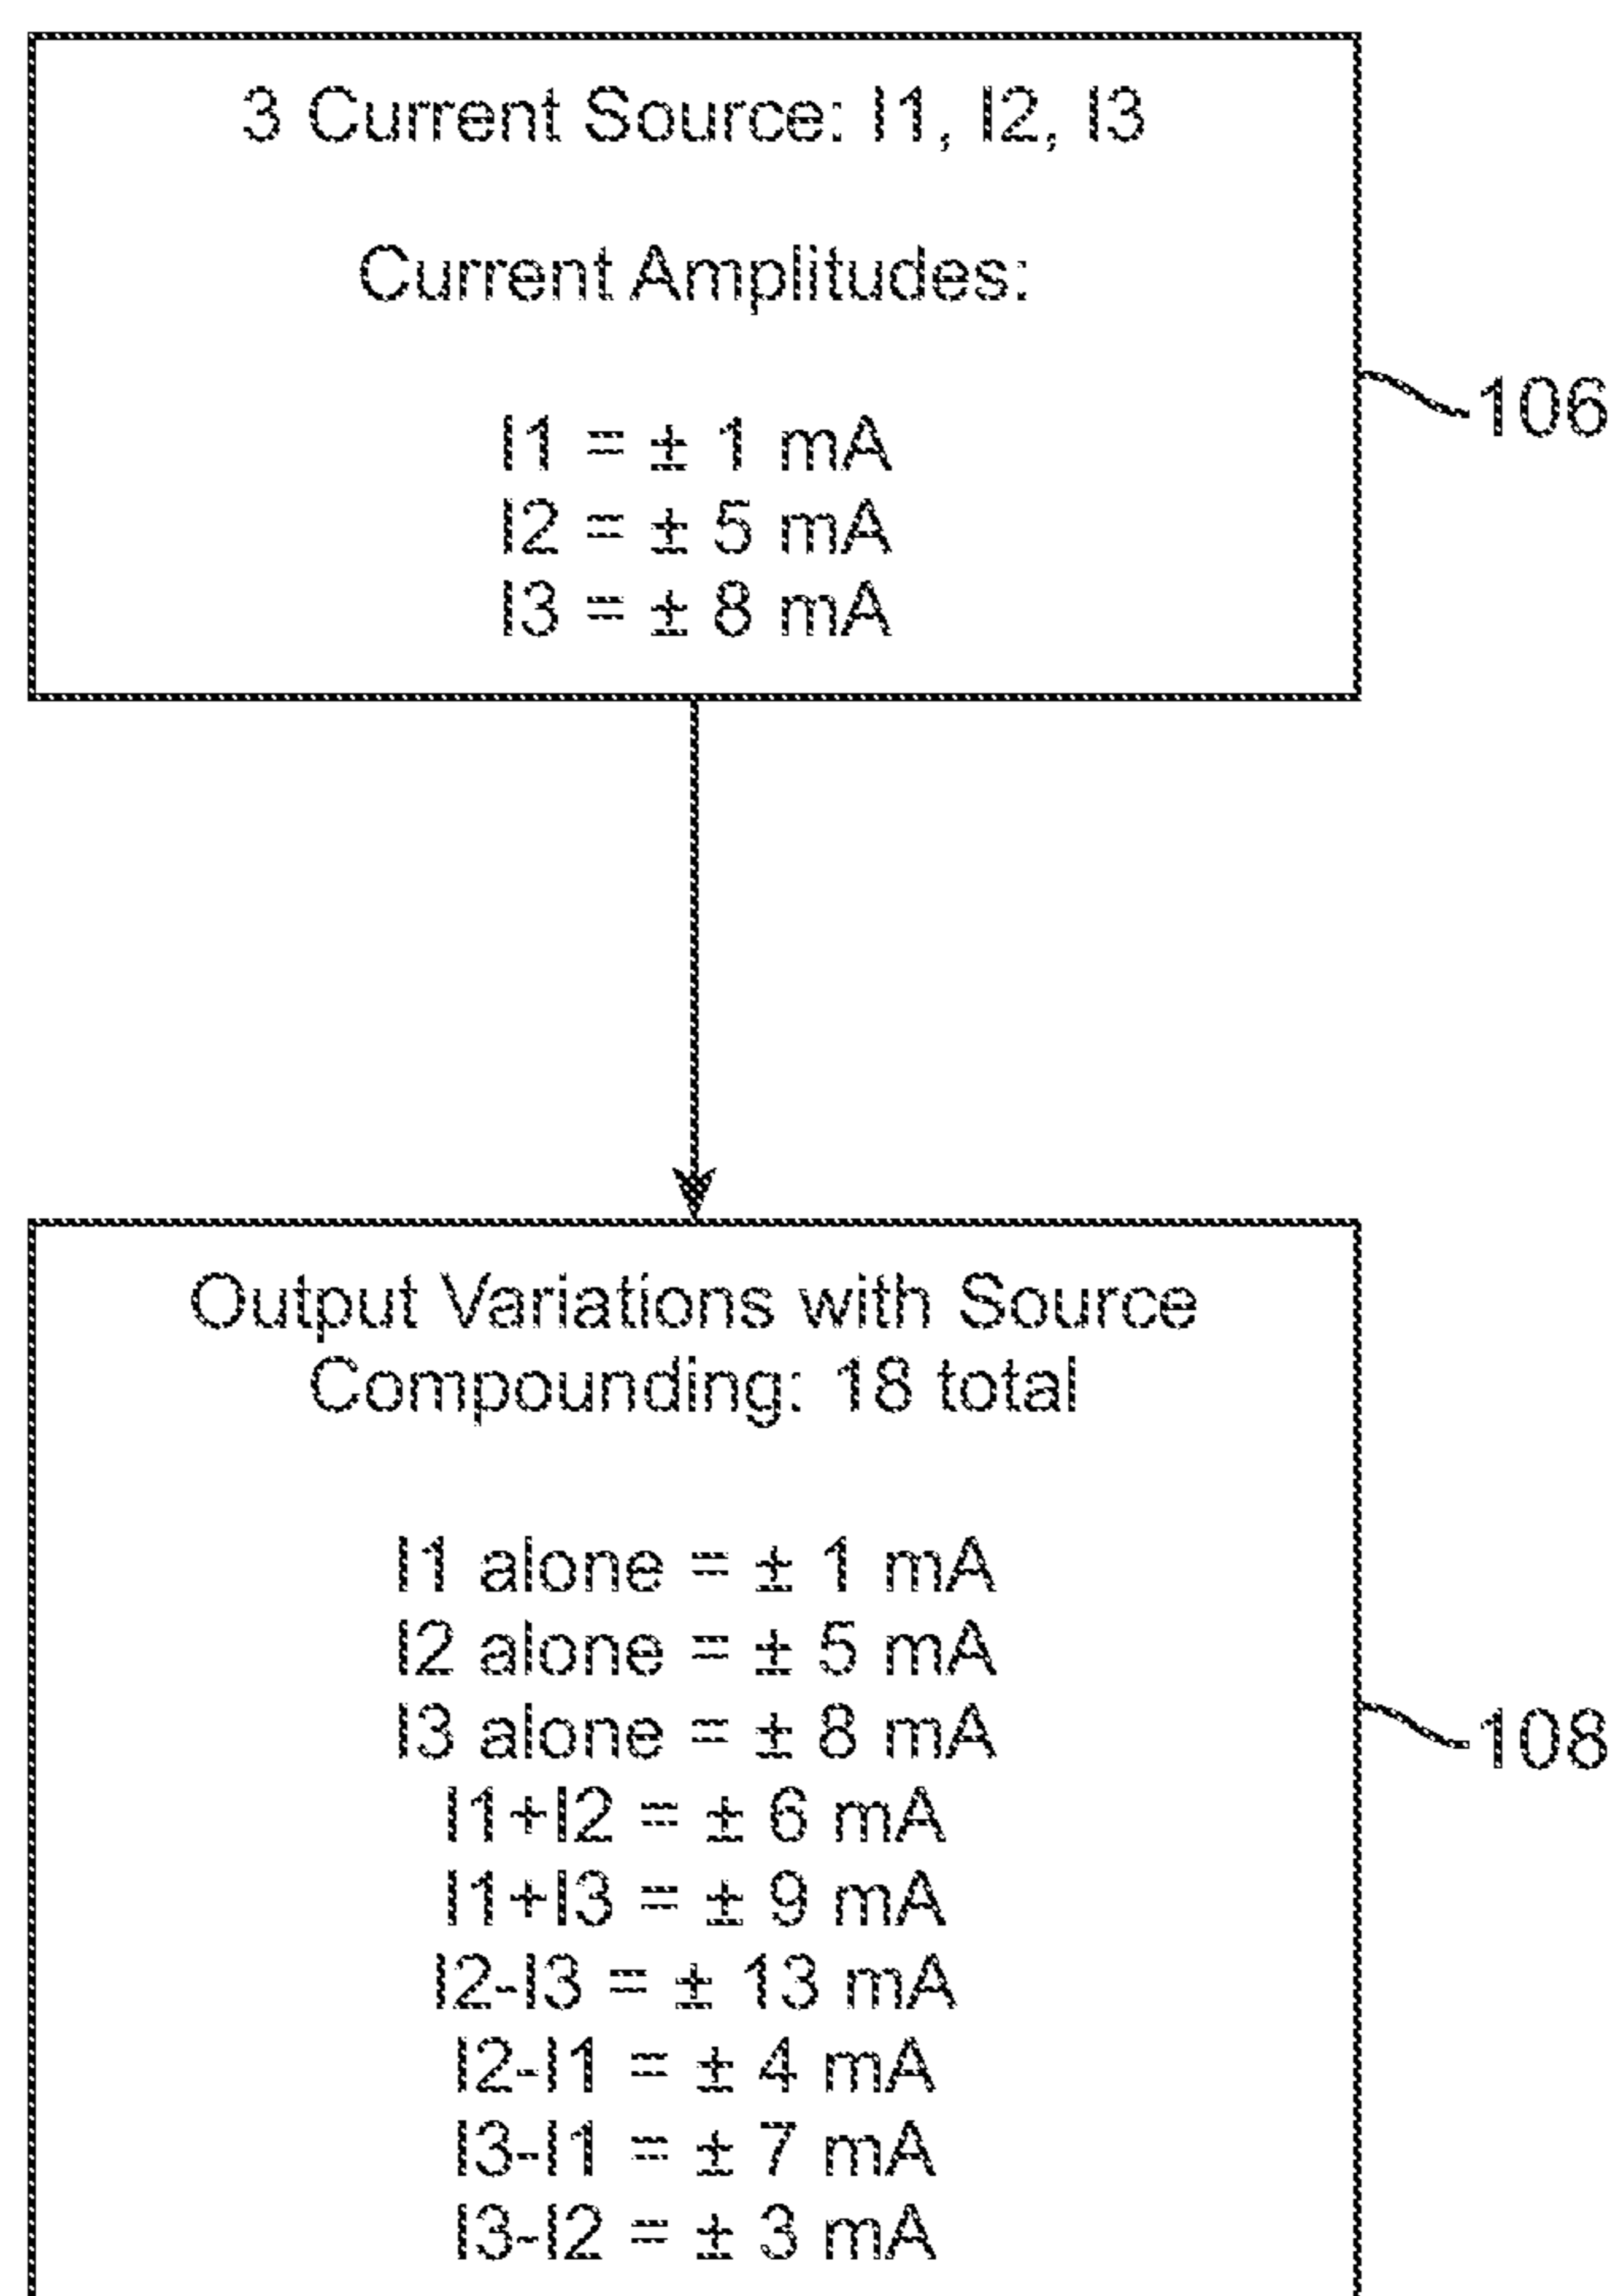 3 Current Source: I1, I2, I3
Current Amplitudes:
I1 = ± 1 mA
I2 = ± 5 mA
I3 = ± 8 mA
106
Output Variations with Source
Compounding: 18 total
I1 alone = ± 1 mA
I2 alone = ± 5 mA
I3 alone = ± 8 mA
I1+I2 = ± 6 mA
I1+I3 = ± 9 mA
I2-I3 = ± 13 mA
I2-I1 = ± 4 mA
I3-I1 = ± 7 mA
I3-I2 = ± 3 mA
108